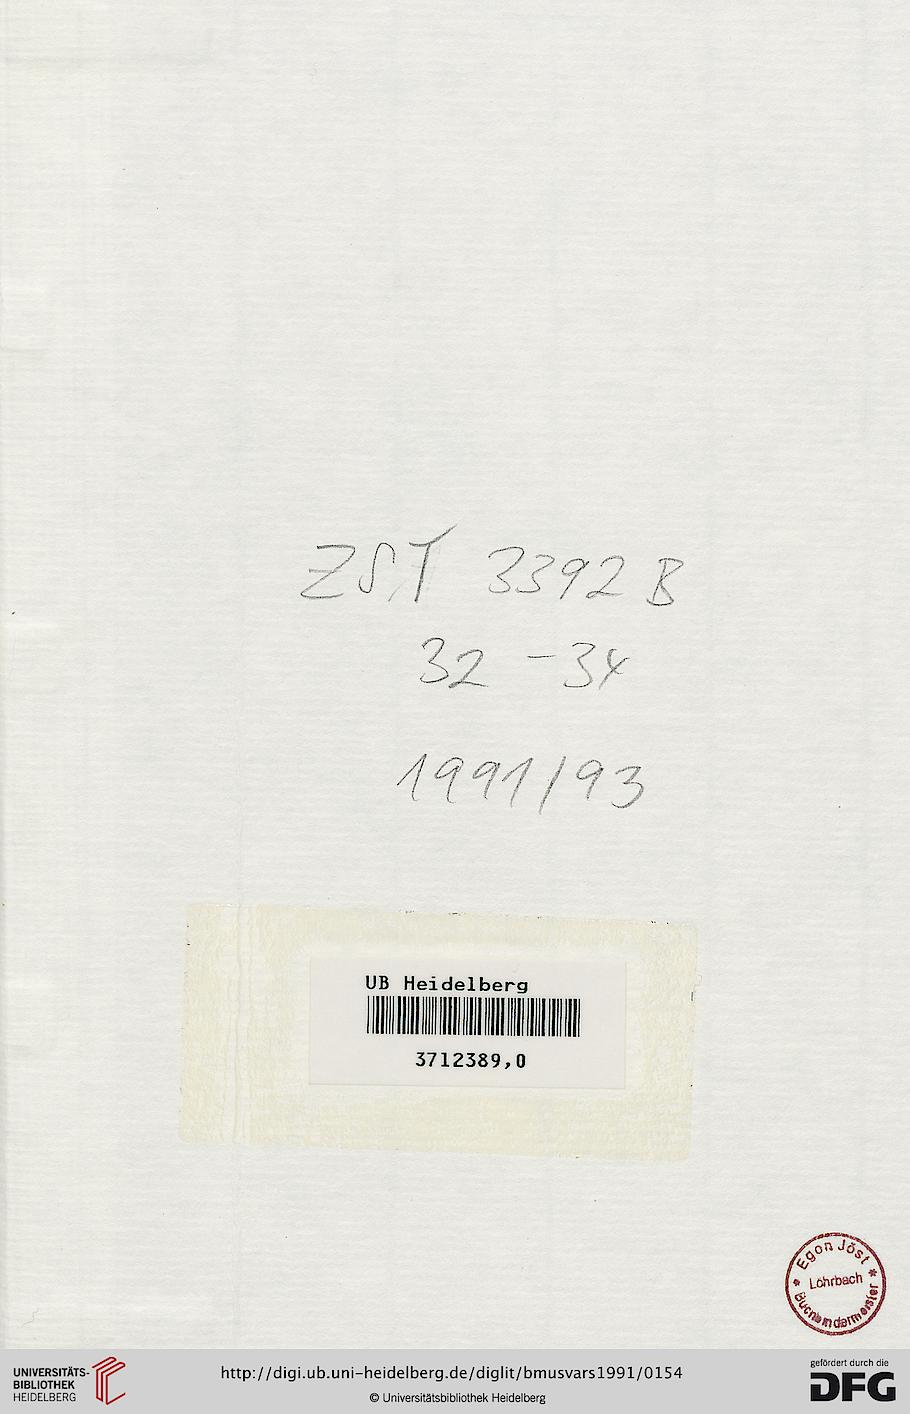 ZST 3392 B
32 - 34
1991/93
UB Heidelberg
3712389,0
Egon Jöst
Löhrbach
Buchbindermeister
UNIVERSITÄTS-
BIBLIOTHEK
HEIDELBERG
http://digi.ub.uni-heidelberg.de/diglit/bmusvars1991/0154
© Universitätsbibliothek Heidelberg
gefördert durch die
DFG